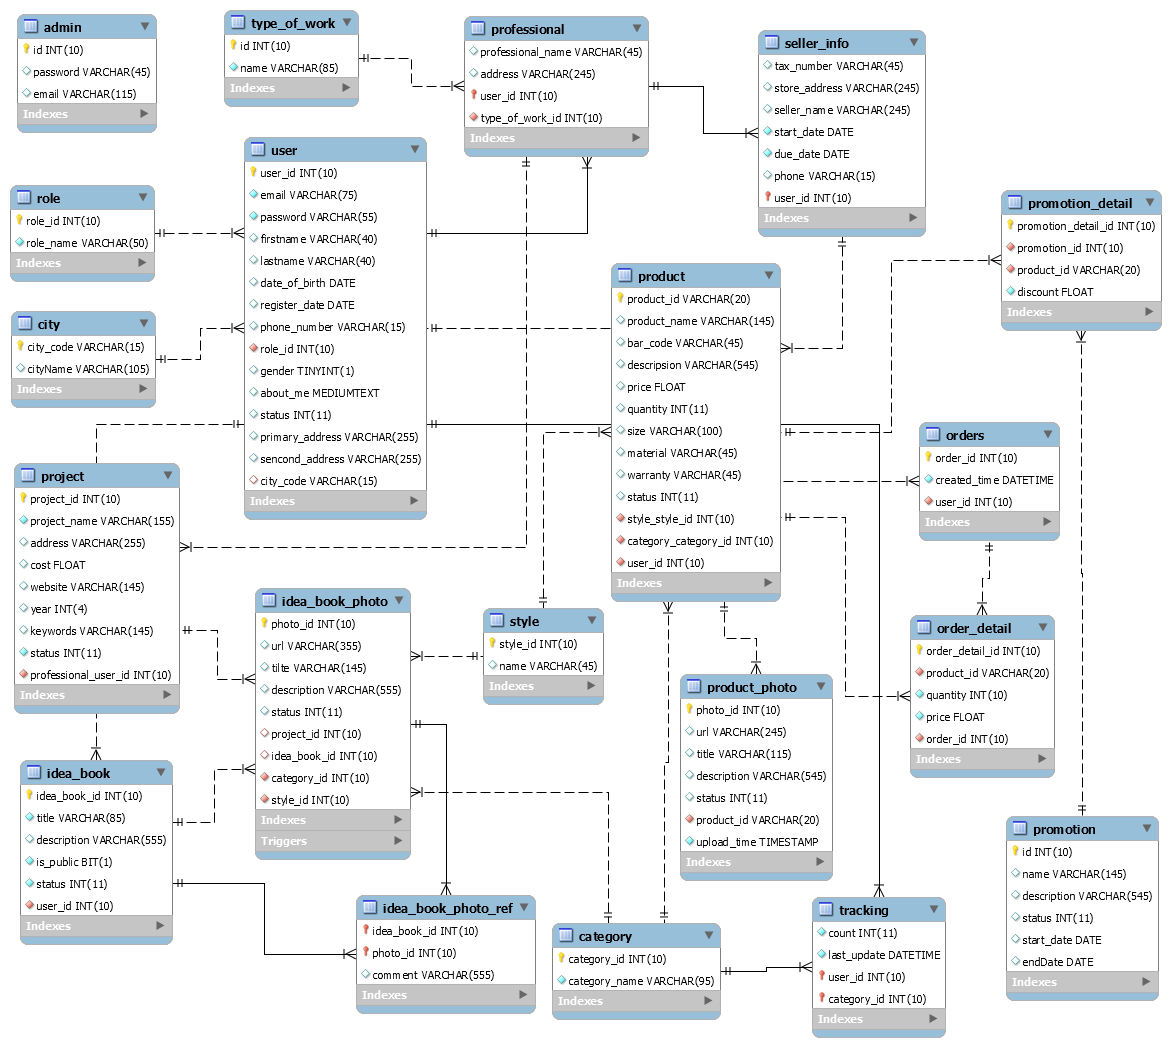 admin
id INT(10)
password VARCHAR(45)
email VARCHAR(115)
Indexes
type_of_work
id INT(10)
name VARCHAR(85)
Indexes
professional
professional_name VARCHAR(45)
address VARCHAR(245)
user_id INT(10)
type_of_work_id INT(10)
Indexes
seller_info
tax_number VARCHAR(45)
store_address VARCHAR(245)
seller_name VARCHAR(245)
start_date DATE
due_date DATE
phone VARCHAR(15)
user_id INT(10)
Indexes
user
user_id INT(10)
email VARCHAR(75)
password VARCHAR(55)
firstname VARCHAR(40)
lastname VARCHAR(40)
date_of_birth DATE
register_date DATE
phone_number VARCHAR(15)
role_id INT(10)
gender TINYINT(1)
about_me MEDIUMTEXT
status INT(11)
primary_address VARCHAR(255)
sencond_address VARCHAR(255)
city_code VARCHAR(15)
Indexes
role
role_id INT(10)
role_name VARCHAR(50)
Indexes
promotion_detail
promotion_detail_id INT(10)
promotion_id INT(10)
product_id VARCHAR(20)
discount FLOAT
Indexes
product
product_id VARCHAR(20)
product_name VARCHAR(145)
bar_code VARCHAR(45)
descripsion VARCHAR(545)
price FLOAT
quantity INT(11)
size VARCHAR(100)
material VARCHAR(45)
warranty VARCHAR(45)
status INT(11)
style_style_id INT(10)
category_category_id INT(10)
user_id INT(10)
Indexes
city
city_code VARCHAR(15)
cityName VARCHAR(105)
Indexes
orders
order_id INT(10)
created_time DATETIME
user_id INT(10)
Indexes
project
project_id INT(10)
project_name VARCHAR(155)
address VARCHAR(255)
cost FLOAT
website VARCHAR(145)
year INT(4)
keywords VARCHAR(145)
status INT(11)
professional_user_id INT(10)
Indexes
idea_book_photo
photo_id INT(10)
url VARCHAR(355)
tilte VARCHAR(145)
description VARCHAR(555)
status INT(11)
project_id INT(10)
idea_book_id INT(10)
category_id INT(10)
style_id INT(10)
Indexes
Triggers
style
style_id INT(10)
name VARCHAR(45)
Indexes
order_detail
order_detail_id INT(10)
product_id VARCHAR(20)
quantity INT(10)
price FLOAT
order_id INT(10)
Indexes
product_photo
photo_id INT(10)
url VARCHAR(245)
title VARCHAR(115)
description VARCHAR(545)
status INT(11)
product_id VARCHAR(20)
upload_time TIMESTAMP
Indexes
idea_book
idea_book_id INT(10)
title VARCHAR(85)
description VARCHAR(555)
is_public BIT(1)
status INT(11)
user_id INT(10)
Indexes
promotion
id INT(10)
name VARCHAR(145)
description VARCHAR(545)
status INT(11)
start_date DATE
endDate DATE
Indexes
idea_book_photo_ref
idea_book_id INT(10)
photo_id INT(10)
comment VARCHAR(555)
Indexes
category
category_id INT(10)
category_name VARCHAR(95)
Indexes
tracking
count INT(11)
last_update DATETIME
user_id INT(10)
category_id INT(10)
Indexes